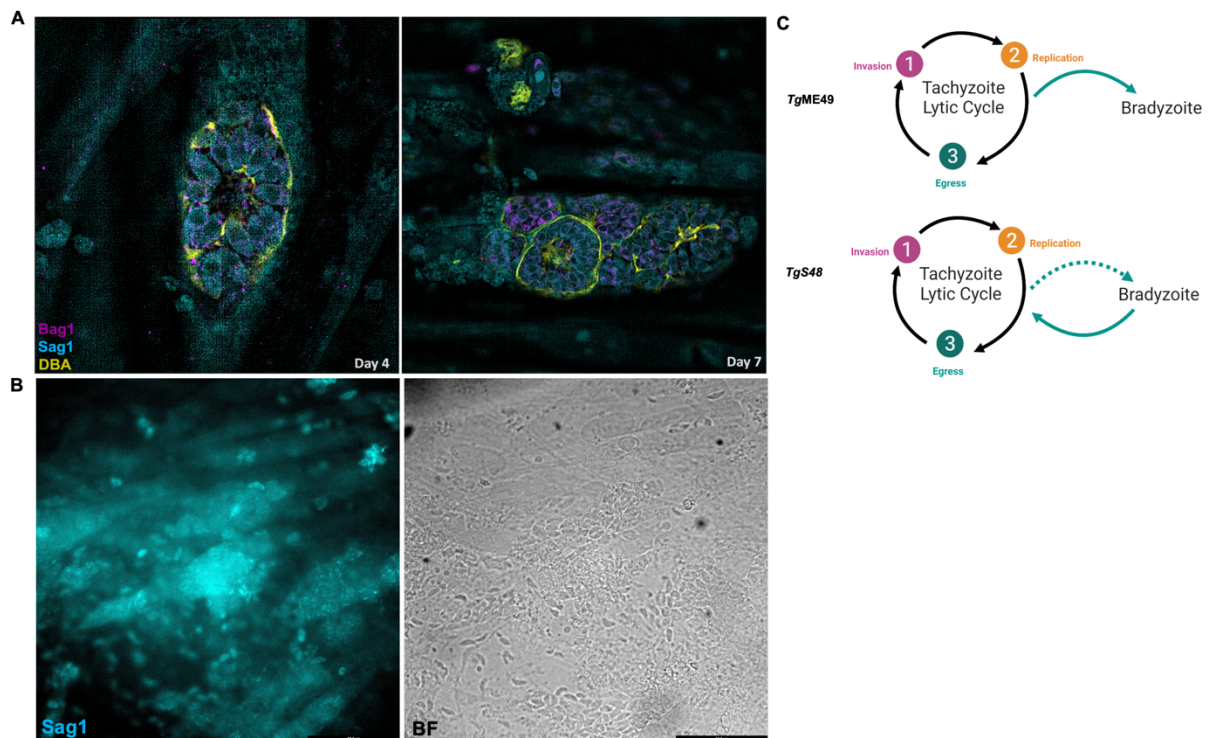 A
Bag1
Sag1
DBA
Day 4
Day 7
B
Sag1
BF
C
TgME49
Invasion
1
2
Replication
Tachyzoite
Lytic Cycle
Bradyzoite
3
Egress
TgS48
Invasion
1
2
Replication
Tachyzoite
Lytic Cycle
Bradyzoite
3
Egress